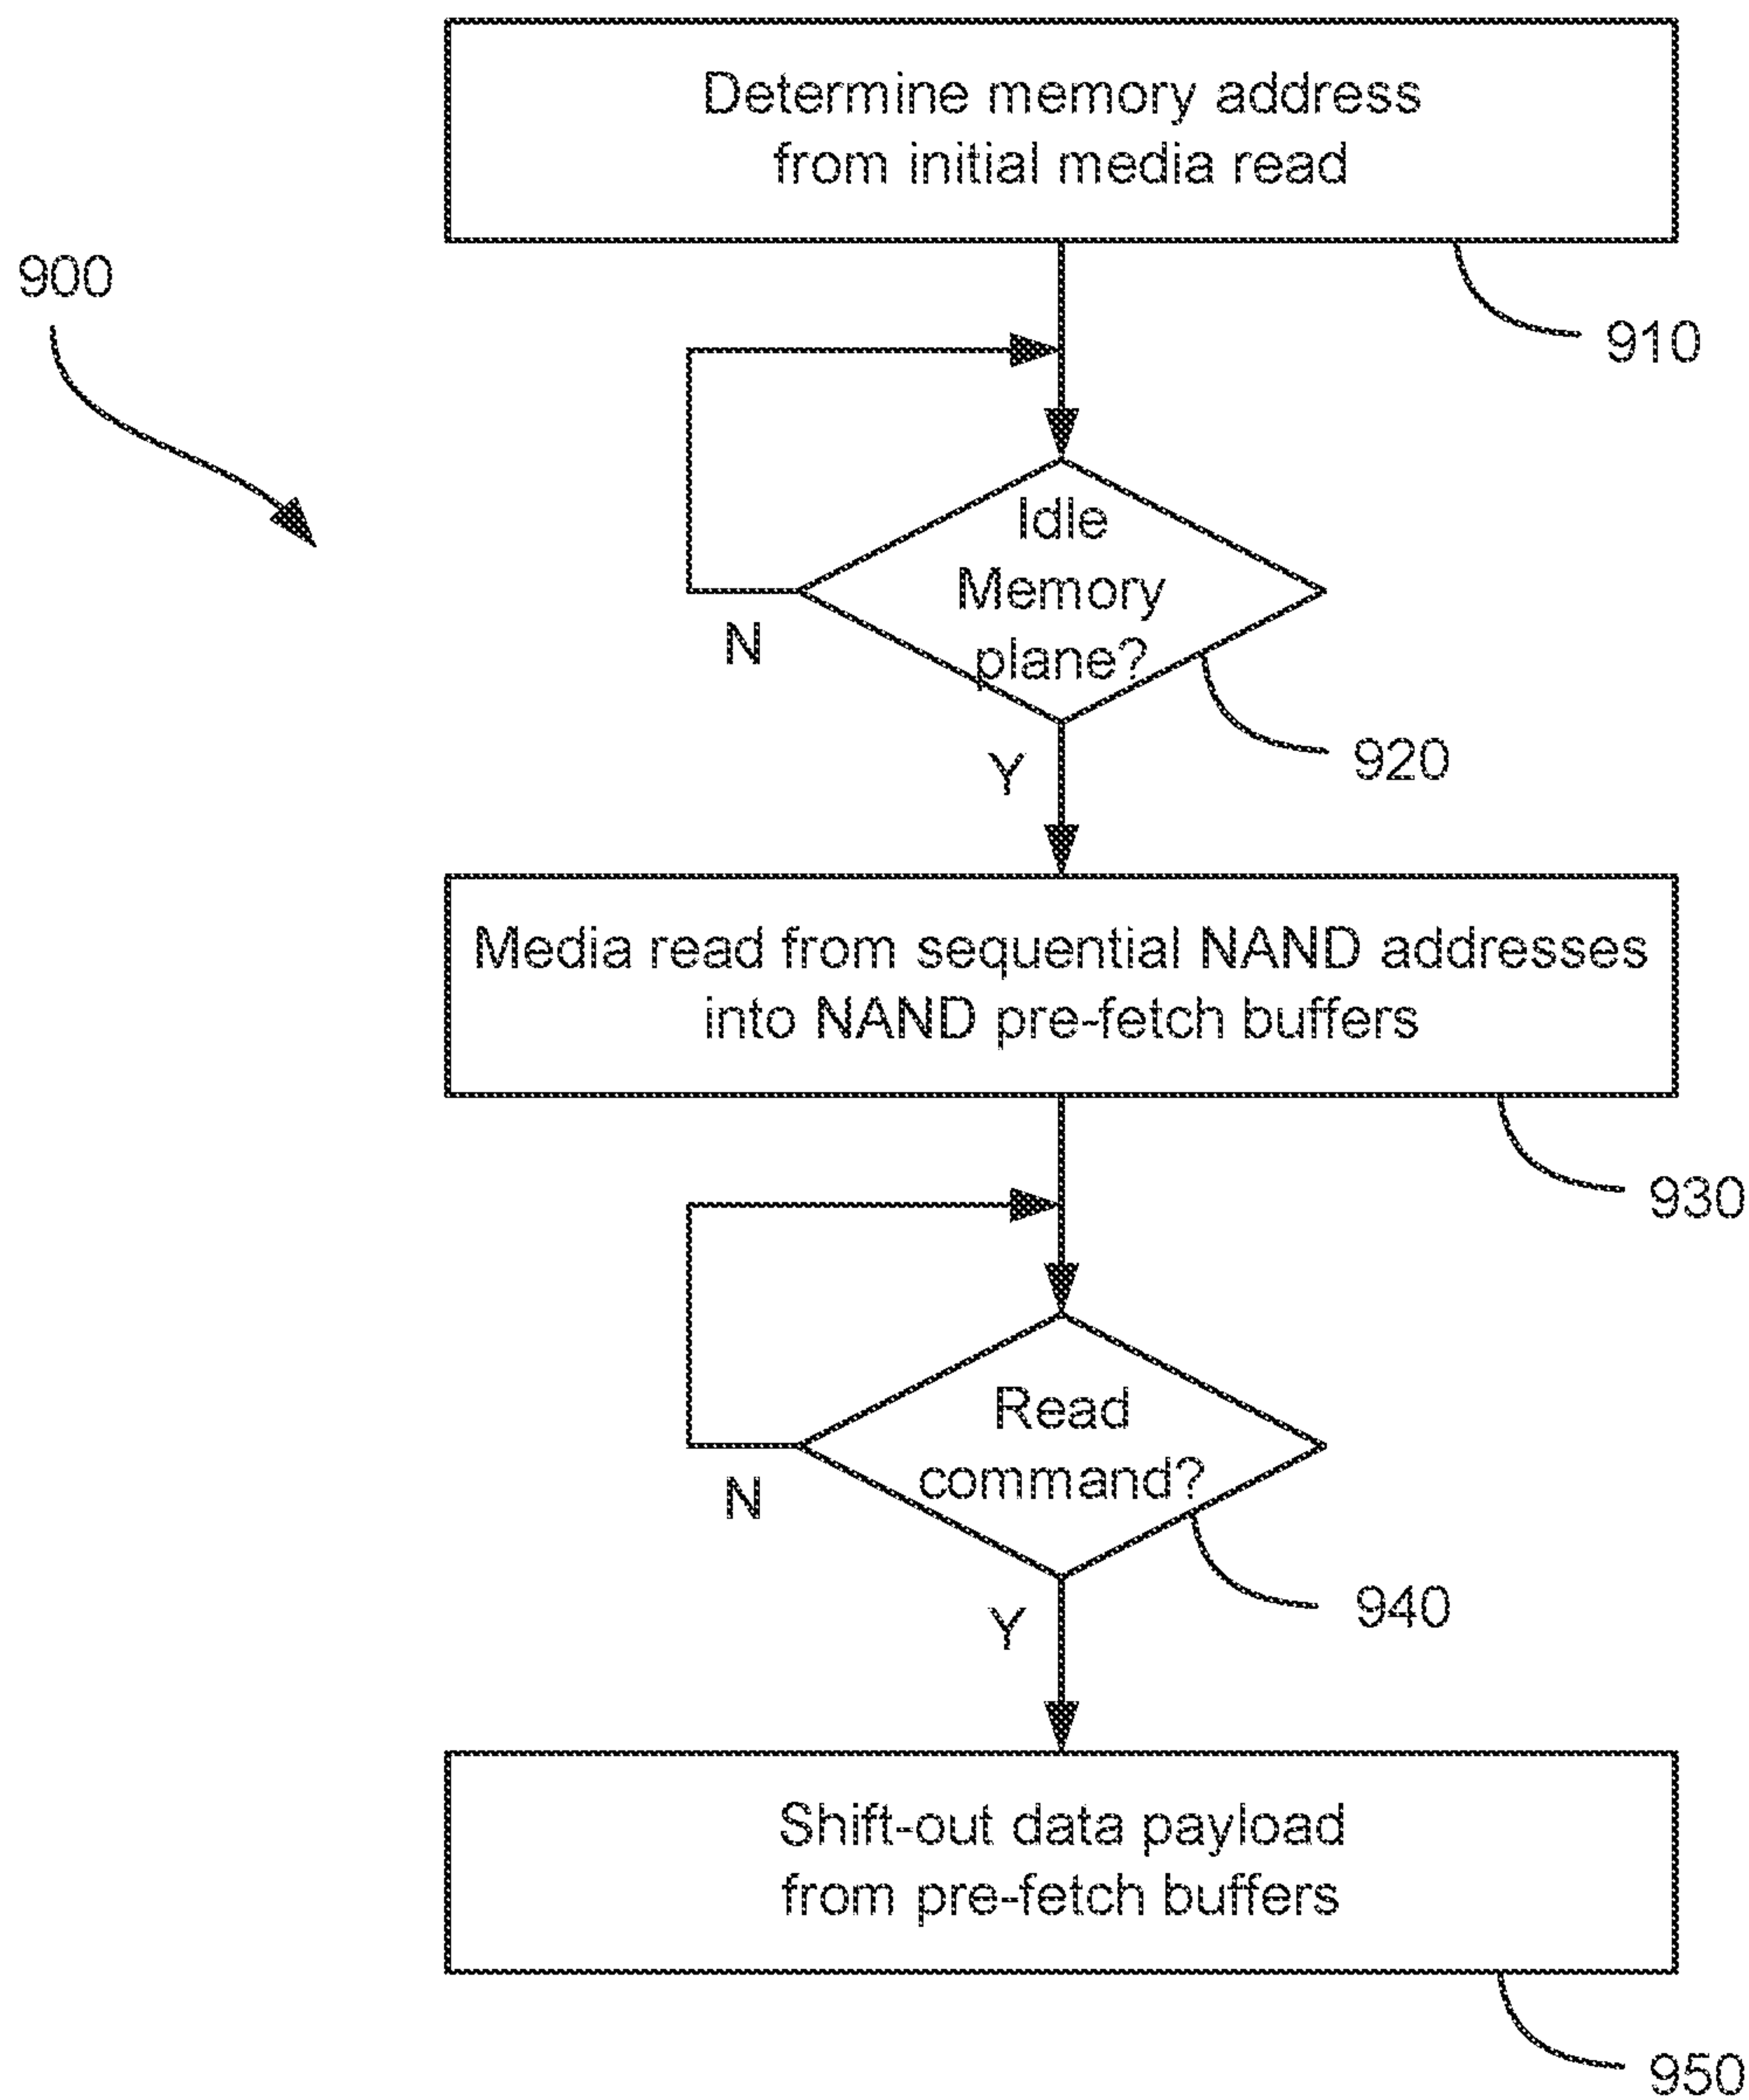 Determine memory address
from initial media read
900
910
Idle
Memory
plane?
N
920
Y
Media read from sequential NAND addresses
into NAND pre-fetch buffers
930
Read
command?
N
940
Y
Shift-out data payload
from pre-fetch buffers
950